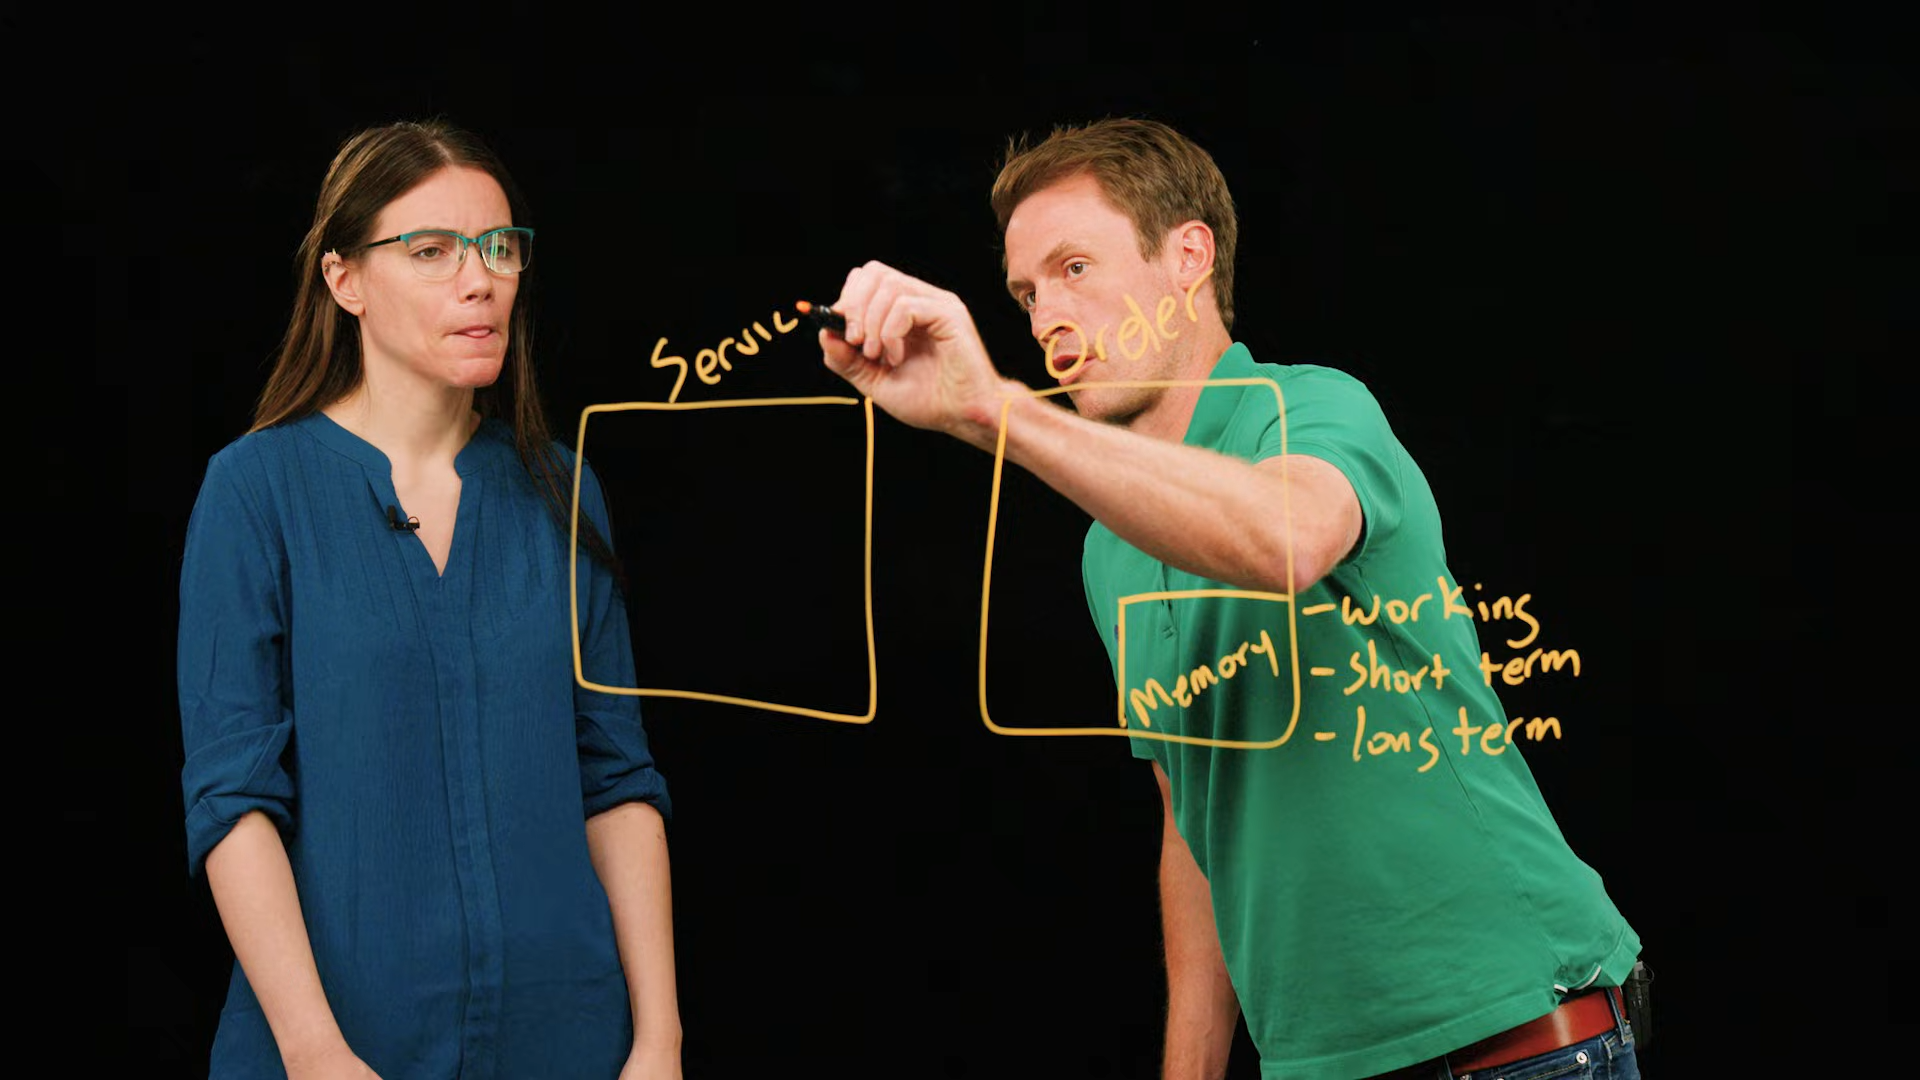 Servic
Order
Memory
- working
- short term
- long term